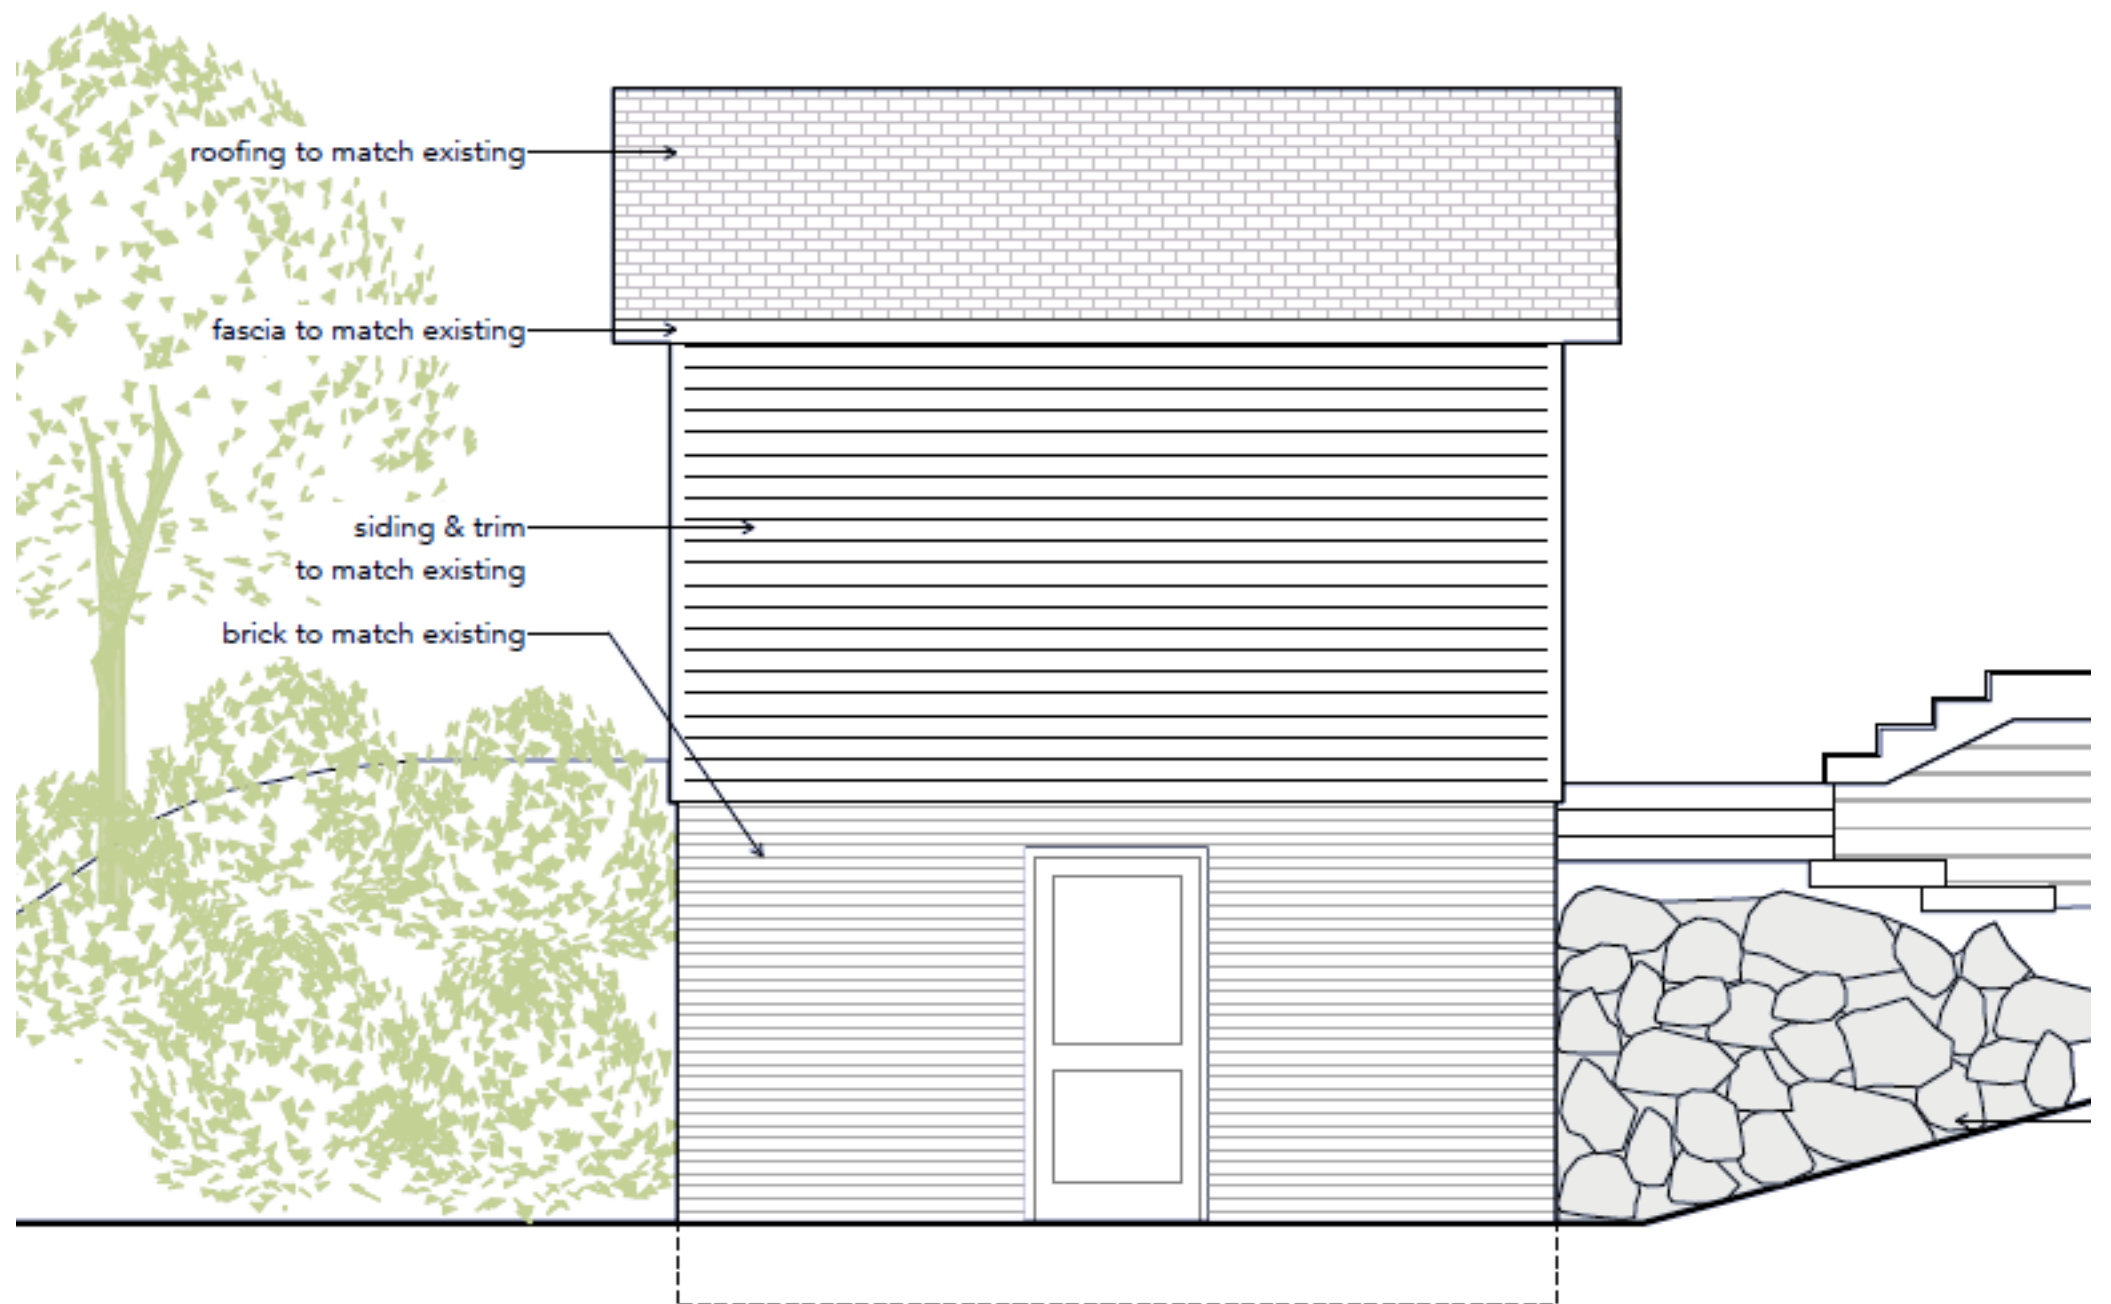 roofing to match existing
fascia to match existing
siding & trim
to match existing
brick to match existing